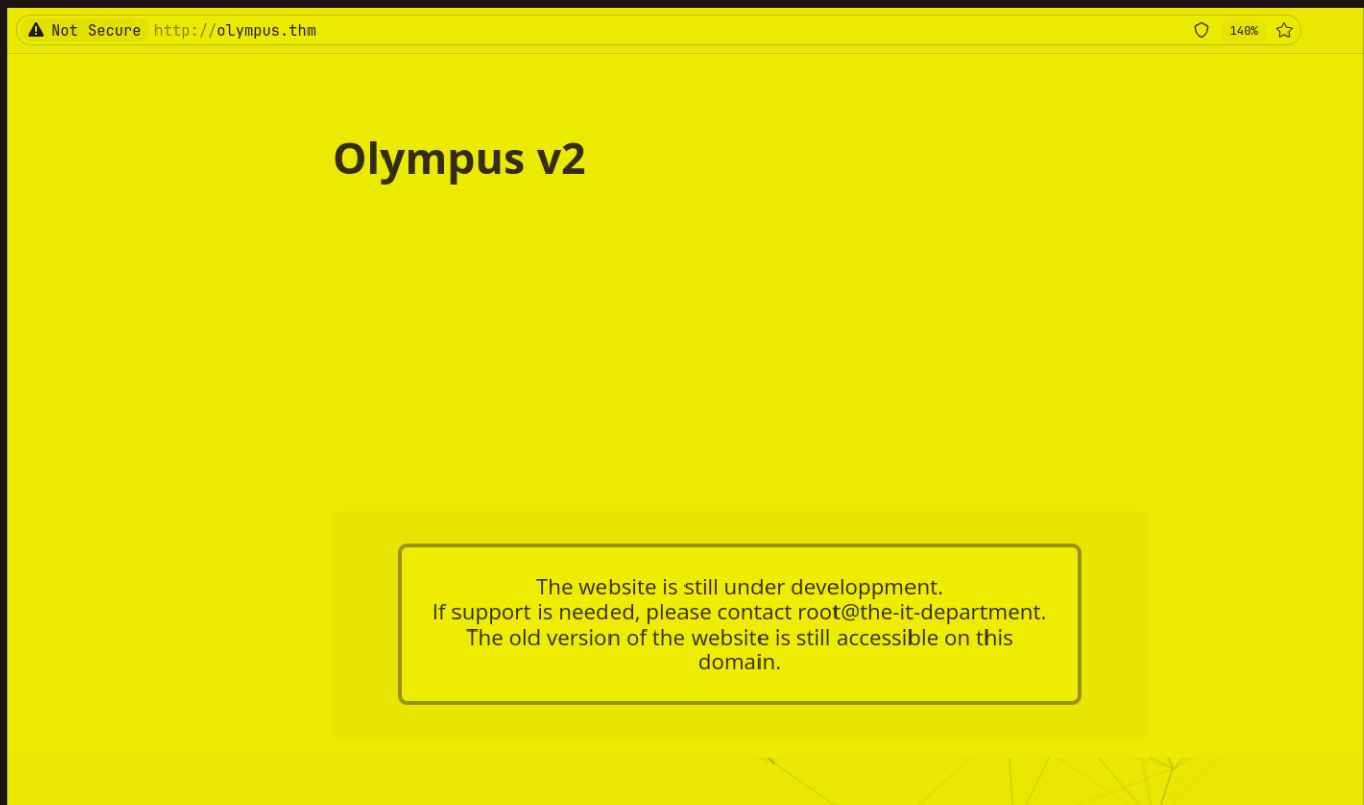 Not Secure http://olympus.thm 140%
Olympus v2
The website is still under developpment.
If support is needed, please contact root@the-it-department.
The old version of the website is still accessible on this
domain.